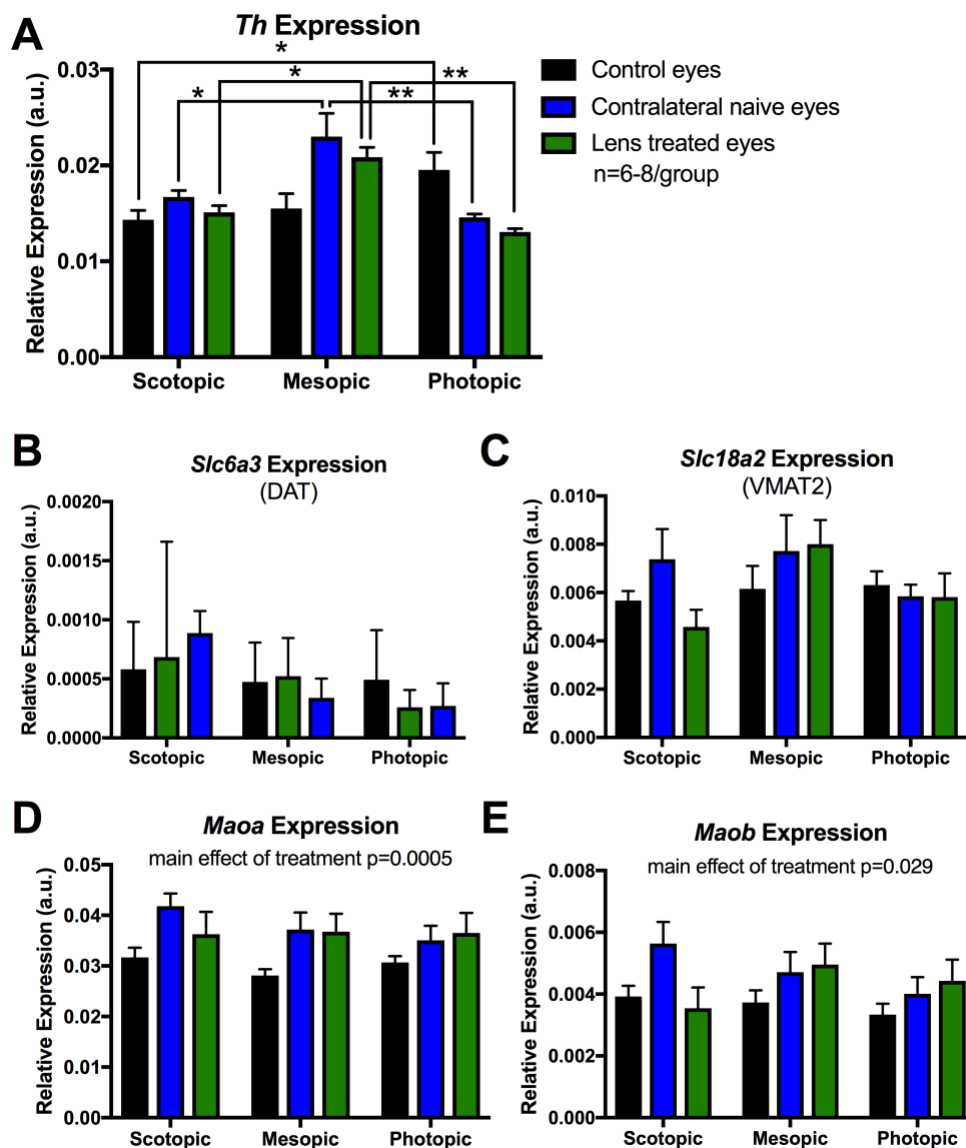 A
Th Expression
Relative Expression (a.u.)
0.03
0.02
0.01
0.00
*
*
*
**
**
Scotopic
Mesopic
Photopic
Control eyes
Contralateral naive eyes
Lens treated eyes
n=6-8/group
B
Slc6a3 Expression
(DAT)
Relative Expression (a.u.)
0.0020
0.0015
0.0010
0.0005
0.0000
Scotopic
Mesopic
Photopic
C
Slc18a2 Expression
(VMAT2)
Relative Expression (a.u.)
0.010
0.008
0.006
0.004
0.002
0.000
Scotopic
Mesopic
Photopic
D
Maoa Expression
main effect of treatment p=0.0005
Relative Expression (a.u.)
0.05
0.04
0.03
0.02
0.01
0.00
Scotopic
Mesopic
Photopic
E
Maob Expression
main effect of treatment p=0.029
Relative Expression (a.u.)
0.008
0.006
0.004
0.002
0.000
Scotopic
Mesopic
Photopic